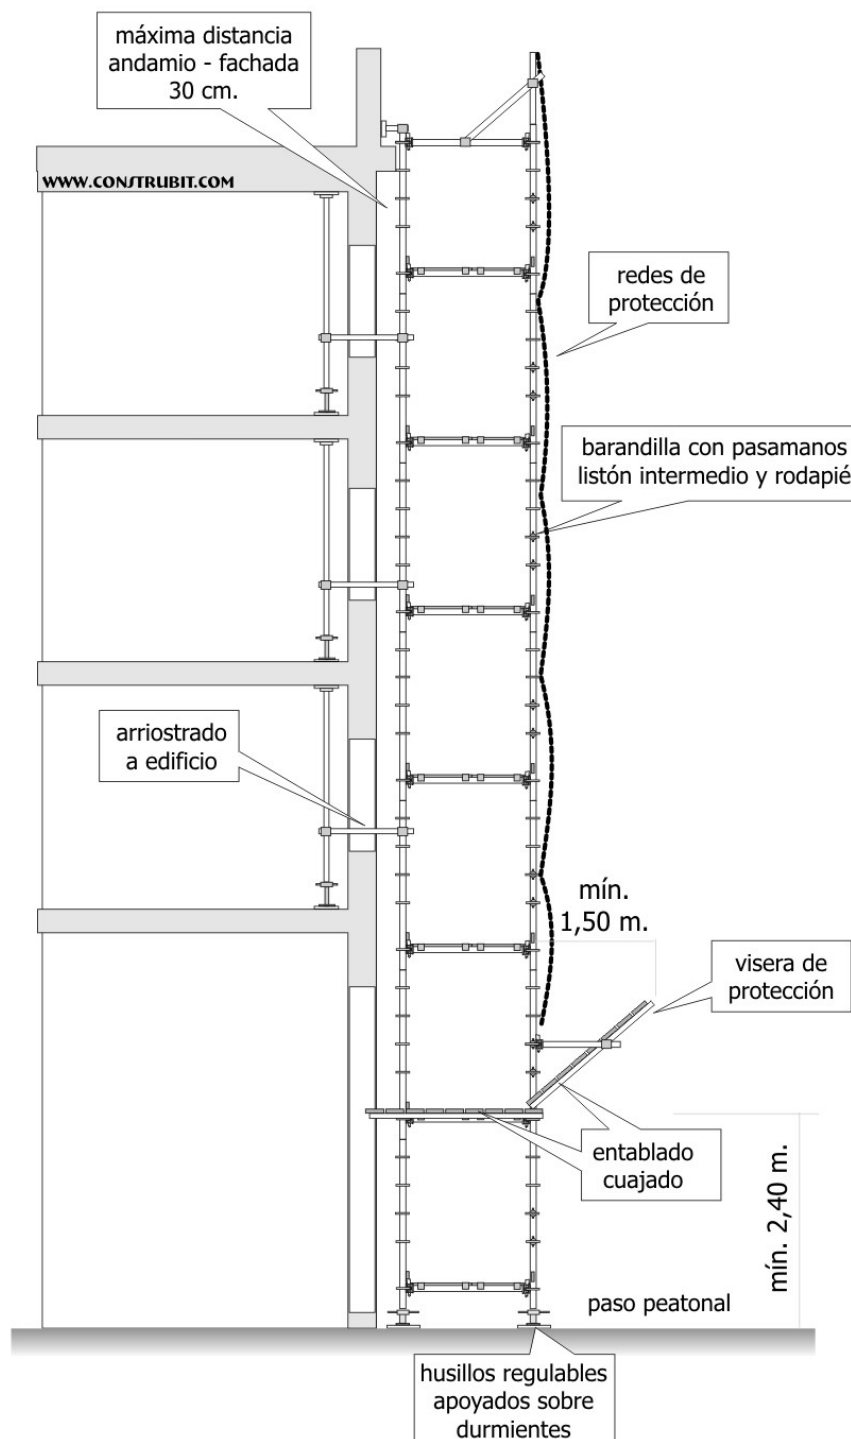 máxima distancia
andamio - fachada
30 cm.
WWW.CONSTRUBIT.COM
redes de
protección
barandilla con pasamanos
listón intermedio y rodapié
arriostrado
a edificio
mín.
1,50 m.
visera de
protección
entablado
cuajado
mín. 2,40 m.
paso peatonal
husillos regulables
apoyados sobre
durmientes